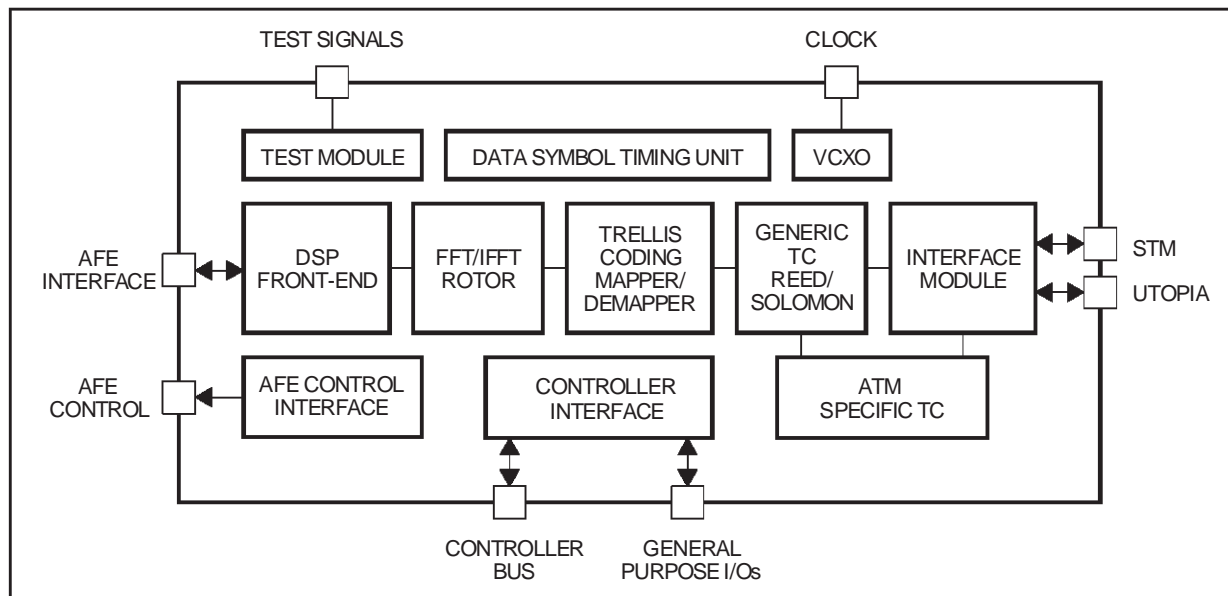 TEST SIGNALS
CLOCK
TEST MODULE
DATA SYMBOL TIMING UNIT
VCXO
AFE
INTERFACE
DSP
FRONT-END
FFT/IFFT
ROTOR
TRELLIS
CODING
MAPPER/
DEMAPPER
GENERIC
TC
REED/
SOLOMON
INTERFACE
MODULE
STM
UTOPIA
AFE
CONTROL
AFE CONTROL
INTERFACE
CONTROLLER
INTERFACE
ATM
SPECIFIC TC
CONTROLLER
BUS
GENERAL
PURPOSE I/Os